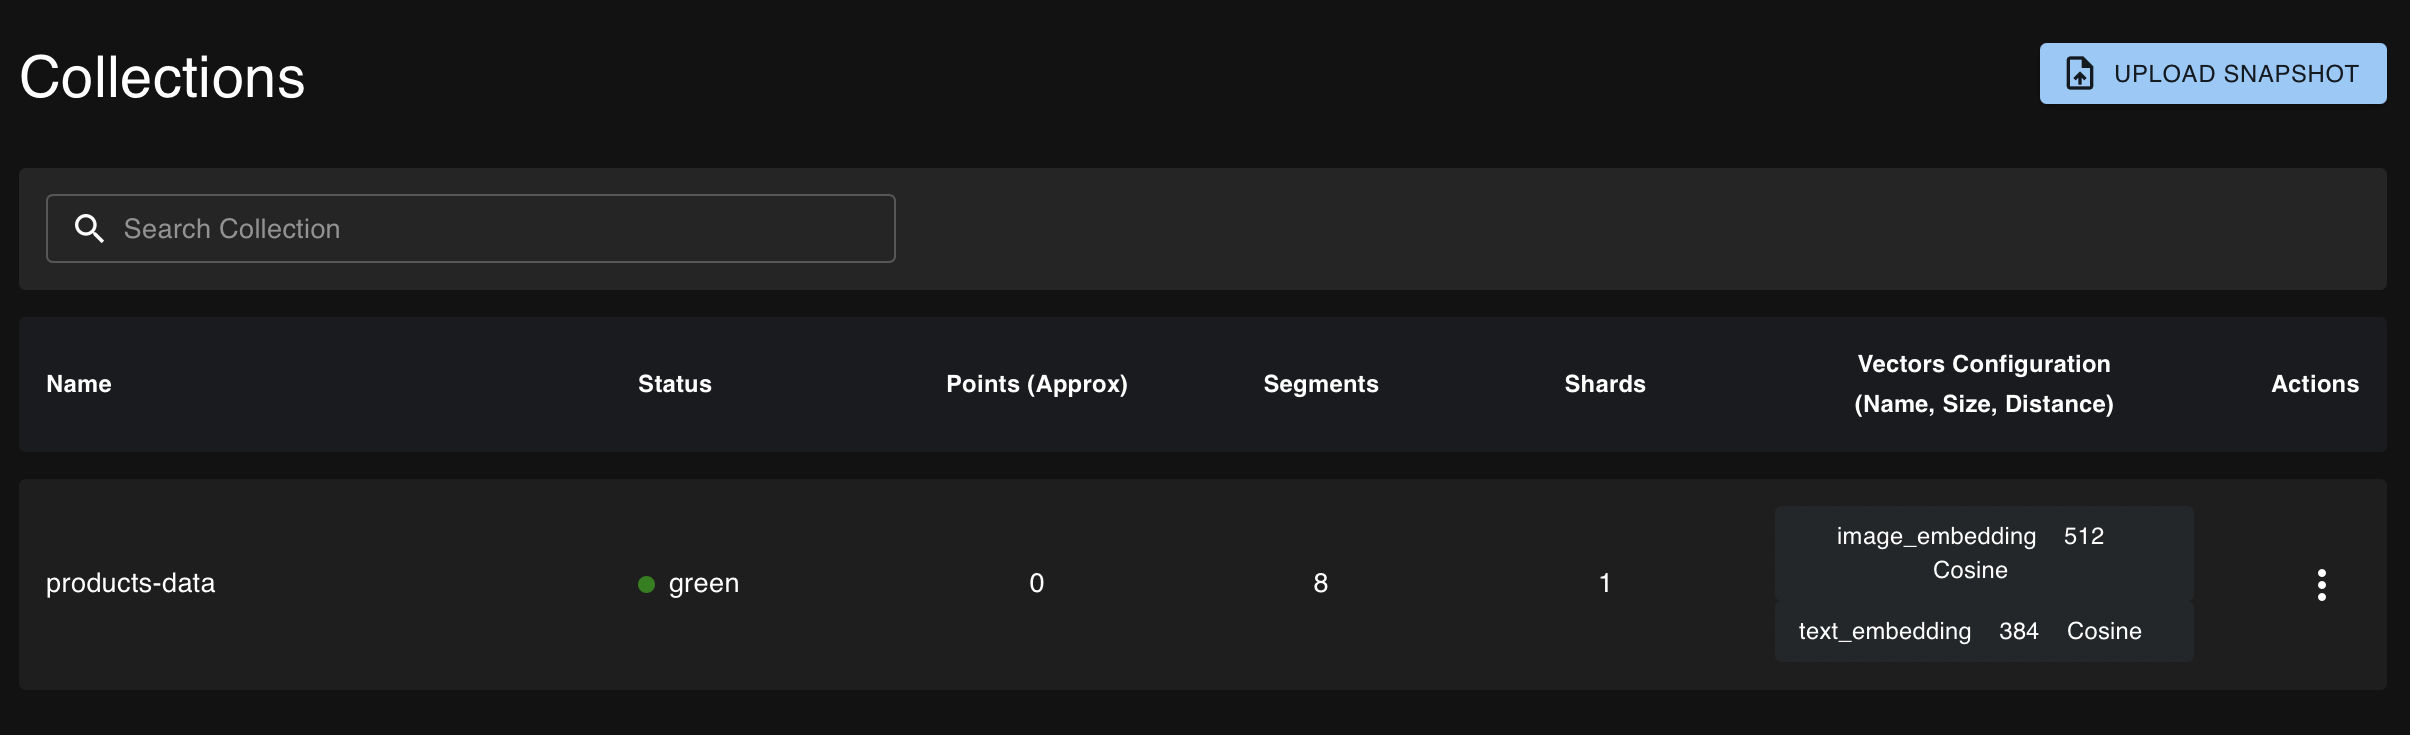 Collections
UPLOAD SNAPSHOT
Search Collection
Name Status Points (Approx) Segments Shards Vectors Configuration (Name, Size, Distance) Actions
products-data green 0 8 1
image_embedding 512
Cosine
text_embedding 384 Cosine